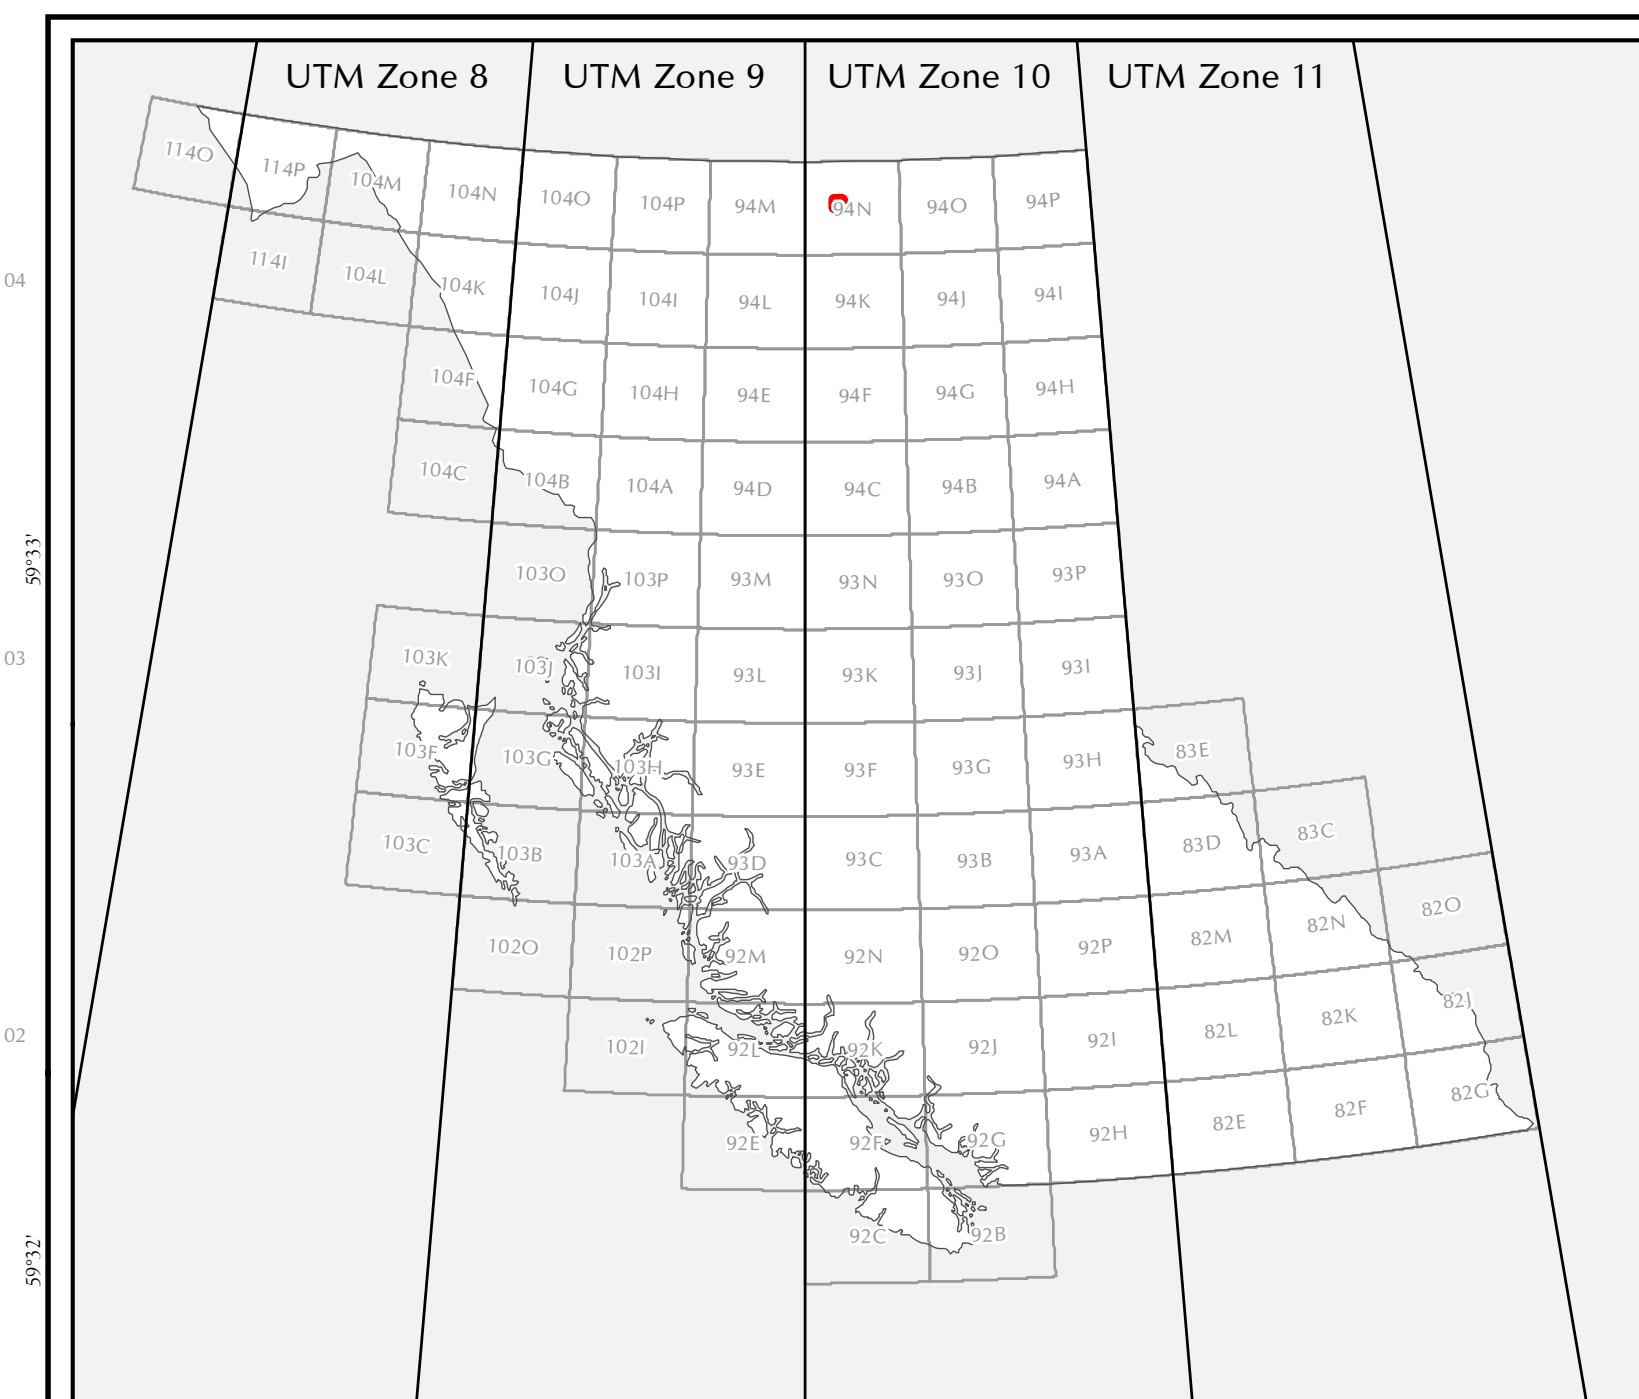 UTM Zone 8 UTM Zone 9 UTM Zone 10 UTM Zone 11
114O 114P 104M 104N 104O 104P 94M 94N 94O 94P
04 114I 104L 104K 104J 104I 94L 94K 94J 94I
104F 104G 104H 94E 94F 94G 94H
104C 104B 104A 94D 94C 94B 94A
59°33'
103O 103P 93M 93N 93O 93P
03 103K 103J 103I 93L 93K 93J 93I
103F 103G 103H 93E 93F 93G 93H 83E
103C 103B 103A 93D 93C 93B 93A 83D 83C
102O 102P 92M 92N 92O 92P 82M 82N 82O
02 102I 92L 92K 92J 92I 82L 82K 82J
92E 92F 92G 92H 82E 82F 82G
59°32'
92C 92B